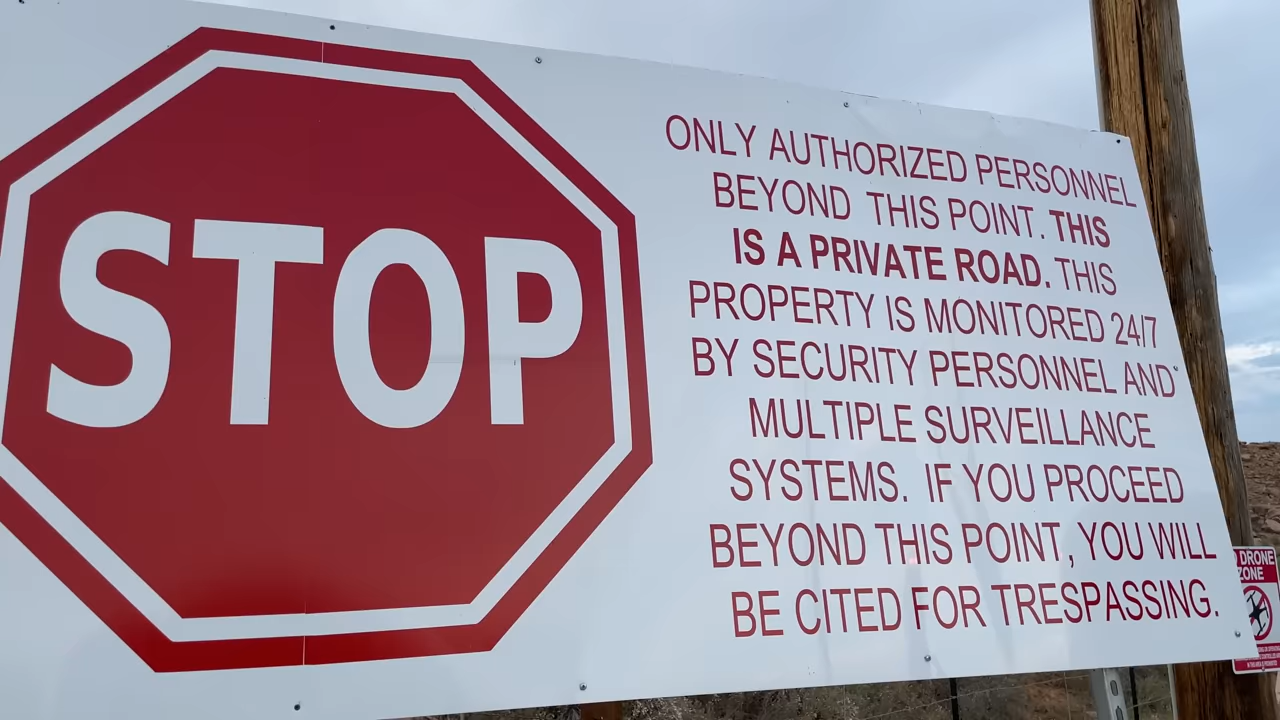 STOP
ONLY AUTHORIZED PERSONNEL
BEYOND THIS POINT. THIS
IS A PRIVATE ROAD. THIS
PROPERTY IS MONITORED 24/7
BY SECURITY PERSONNEL AND
MULTIPLE SURVEILLANCE
SYSTEMS. IF YOU PROCEED
BEYOND THIS POINT, YOU WILL
BE CITED FOR TRESPASSING.
DRONE
ZONE